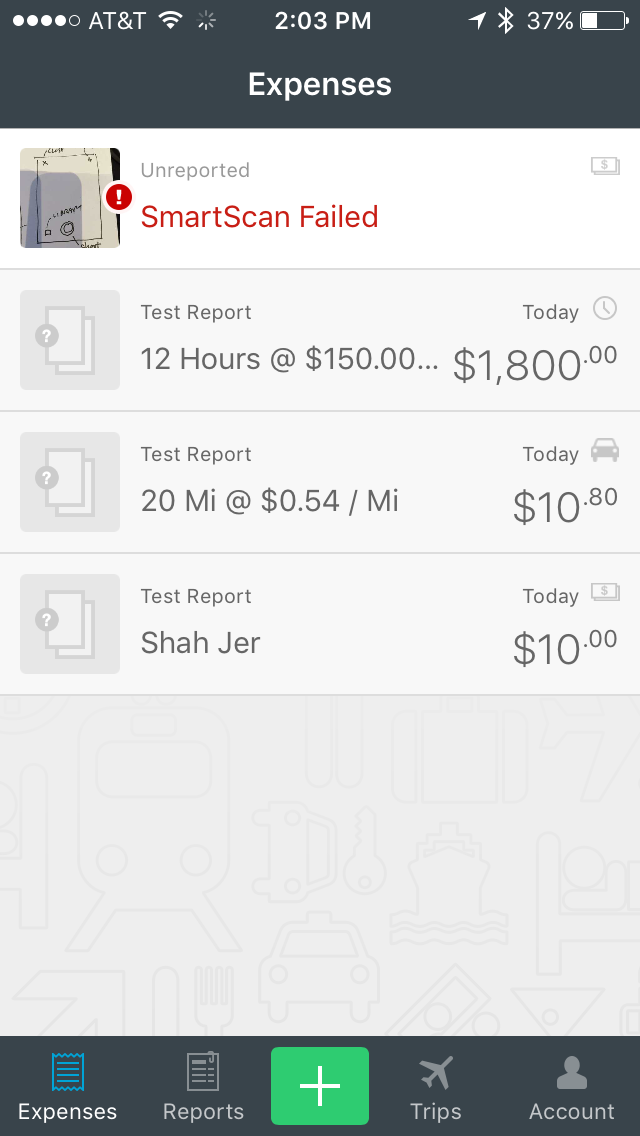 AT&T 2:03 PM 37%
Expenses
Unreported
SmartScan Failed
Test Report Today
12 Hours @ $150.00... $1,800.00
Test Report Today
20 Mi @ $0.54 / Mi $10.80
Test Report Today
Shah Jer $10.00
Expenses Reports Trips Account